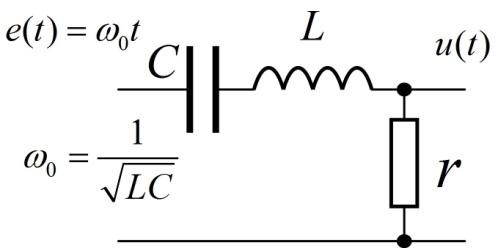 e(t) = ω₀t
C
L
u(t)
ω₀ = 1/√LC
r